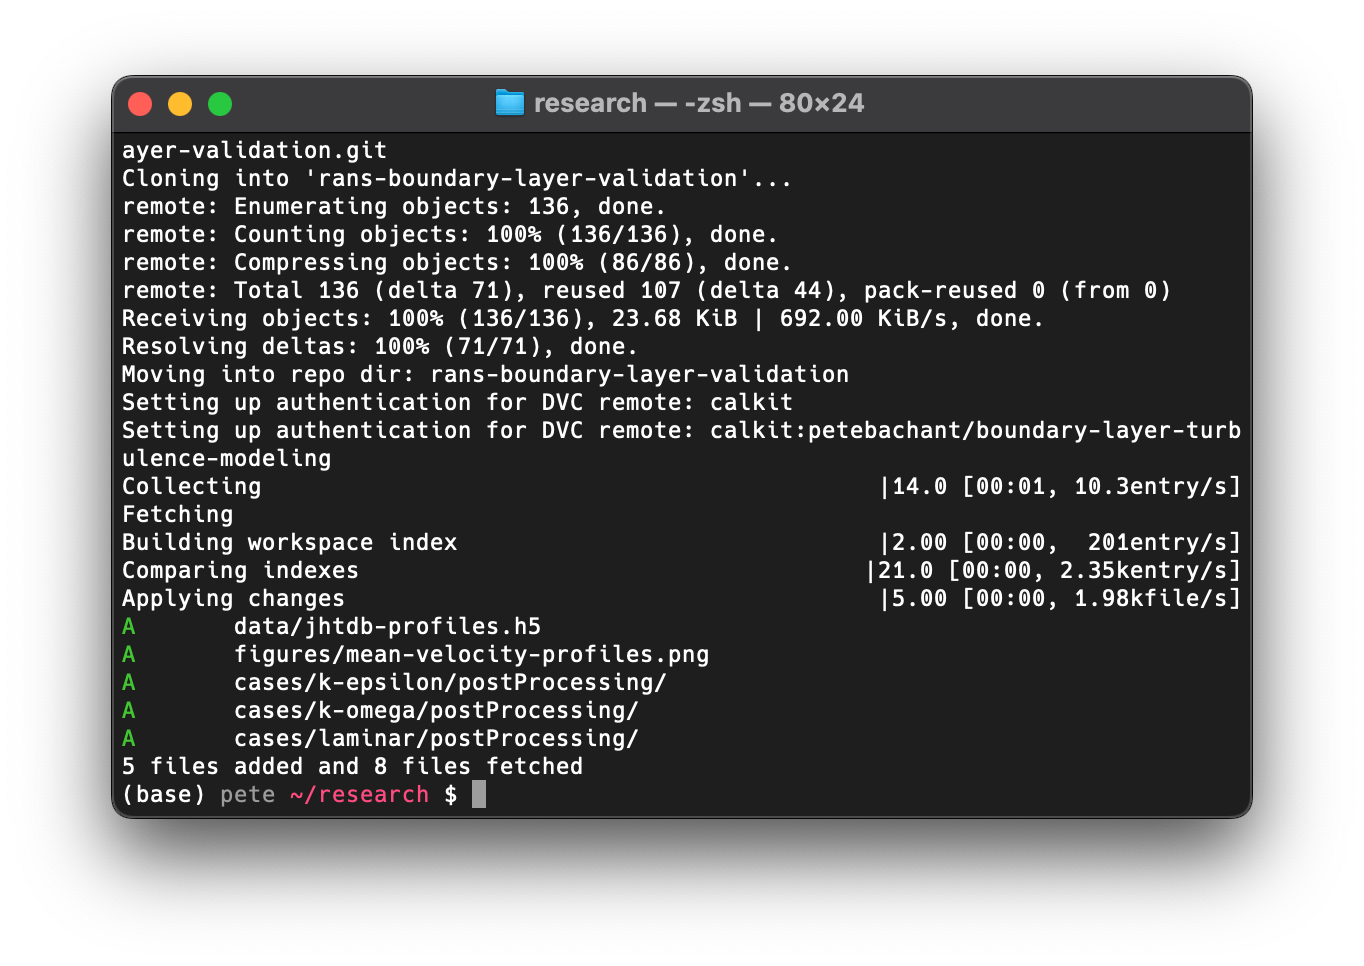 research — -zsh — 80×24
ayer-validation.git
Cloning into 'rans-boundary-layer-validation'...
remote: Enumerating objects: 136, done.
remote: Counting objects: 100% (136/136), done.
remote: Compressing objects: 100% (86/86), done.
remote: Total 136 (delta 71), reused 107 (delta 44), pack-reused 0 (from 0)
Receiving objects: 100% (136/136), 23.68 KiB | 692.00 KiB/s, done.
Resolving deltas: 100% (71/71), done.
Moving into repo dir: rans-boundary-layer-validation
Setting up authentication for DVC remote: calkit
Setting up authentication for DVC remote: calkit:petebachant/boundary-layer-turb
ulence-modeling
Collecting |14.0 [00:01, 10.3entry/s]
Fetching
Building workspace index |2.00 [00:00,  201entry/s]
Comparing indexes |21.0 [00:00, 2.35kentry/s]
Applying changes |5.00 [00:00, 1.98kfile/s]
A data/jhtdb-profiles.h5
A figures/mean-velocity-profiles.png
A cases/k-epsilon/postProcessing/
A cases/k-omega/postProcessing/
A cases/laminar/postProcessing/
5 files added and 8 files fetched
(base) pete ~/research $